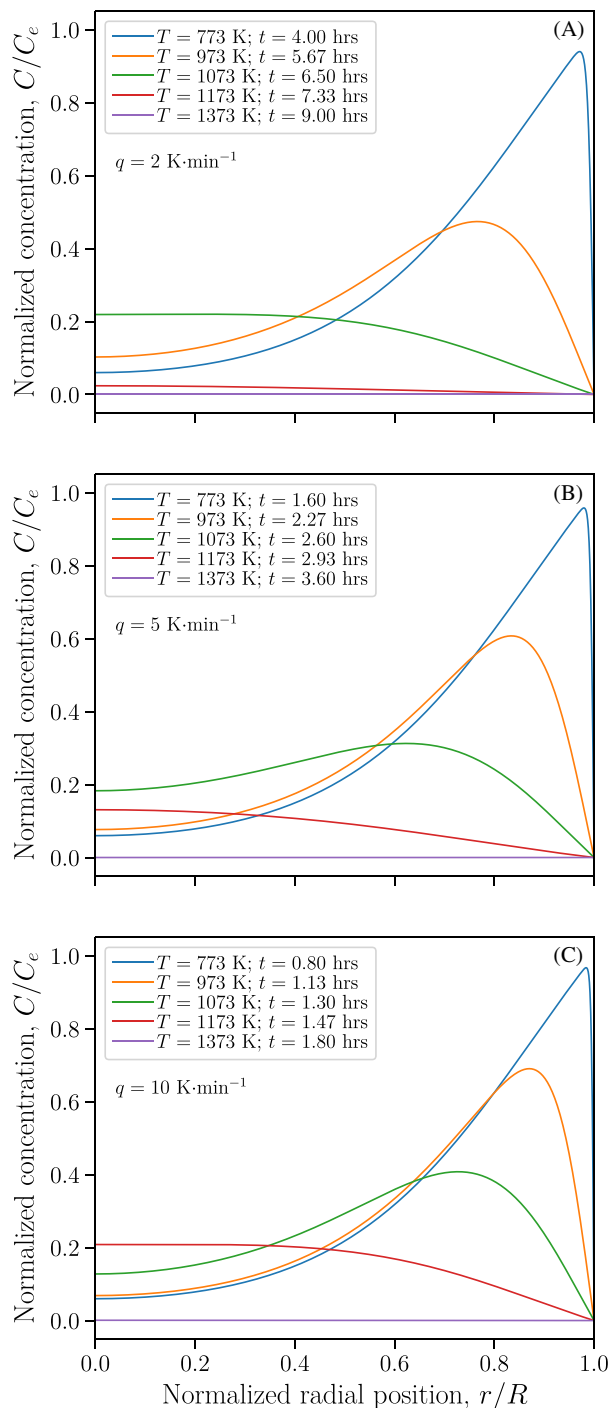 (A)
T = 773 K; t = 4.00 hrs
T = 973 K; t = 5.67 hrs
T = 1073 K; t = 6.50 hrs
T = 1173 K; t = 7.33 hrs
T = 1373 K; t = 9.00 hrs
q = 2 K·min⁻¹
Normalized concentration, C/Cₑ
1.0
0.8
0.6
0.4
0.2
0.0
(B)
T = 773 K; t = 1.60 hrs
T = 973 K; t = 2.27 hrs
T = 1073 K; t = 2.60 hrs
T = 1173 K; t = 2.93 hrs
T = 1373 K; t = 3.60 hrs
q = 5 K·min⁻¹
Normalized concentration, C/Cₑ
1.0
0.8
0.6
0.4
0.2
0.0
(C)
T = 773 K; t = 0.80 hrs
T = 973 K; t = 1.13 hrs
T = 1073 K; t = 1.30 hrs
T = 1173 K; t = 1.47 hrs
T = 1373 K; t = 1.80 hrs
q = 10 K·min⁻¹
Normalized concentration, C/Cₑ
1.0
0.8
0.6
0.4
0.2
0.0
0.0 0.2 0.4 0.6 0.8 1.0
Normalized radial position, r/R